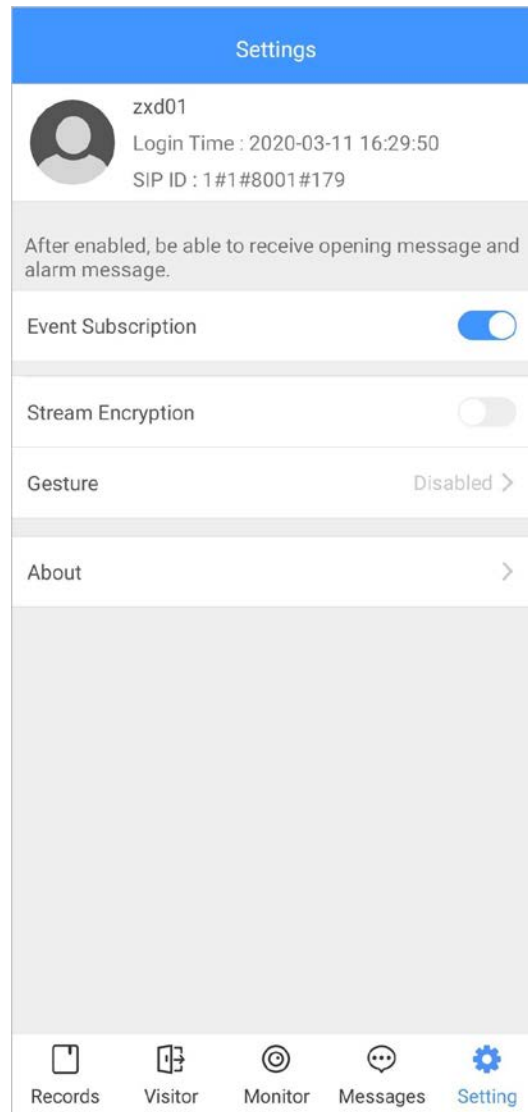 Settings
zxd01
Login Time : 2020-03-11 16:29:50
SIP ID : 1#1#8001#179
After enabled, be able to receive opening message and
alarm message.
Event Subscription
Stream Encryption
Gesture Disabled
About
Records Visitor Monitor Messages Setting